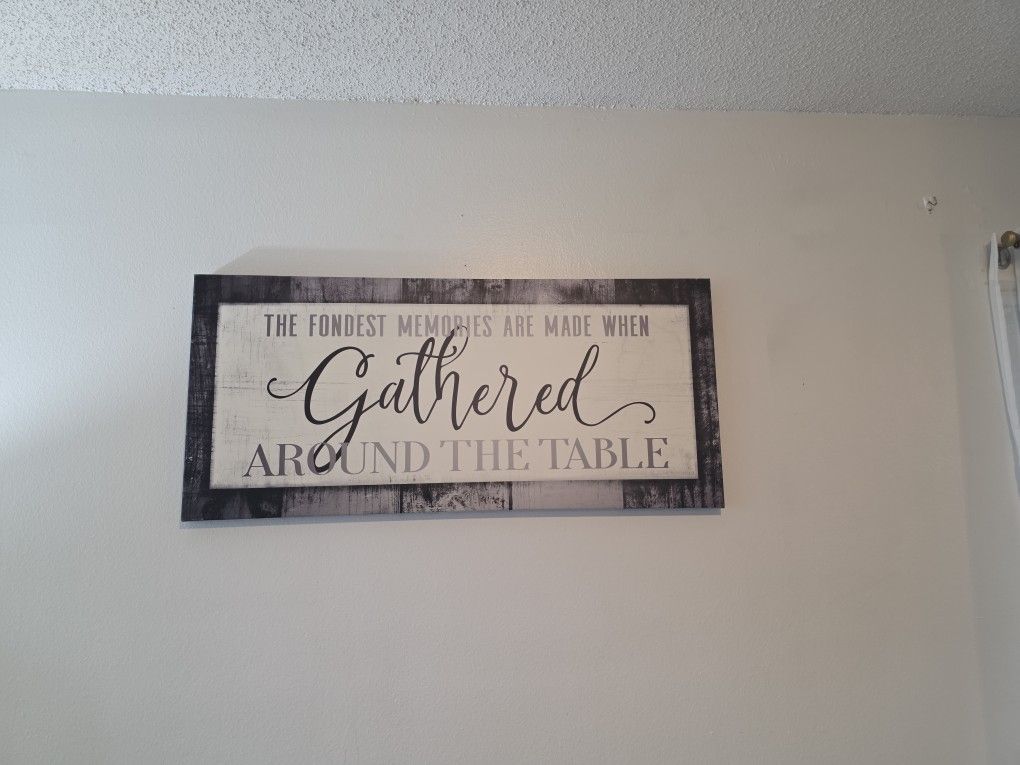 THE FONDEST MEMORIES ARE MADE WHEN
Gathered
AROUND THE TABLE